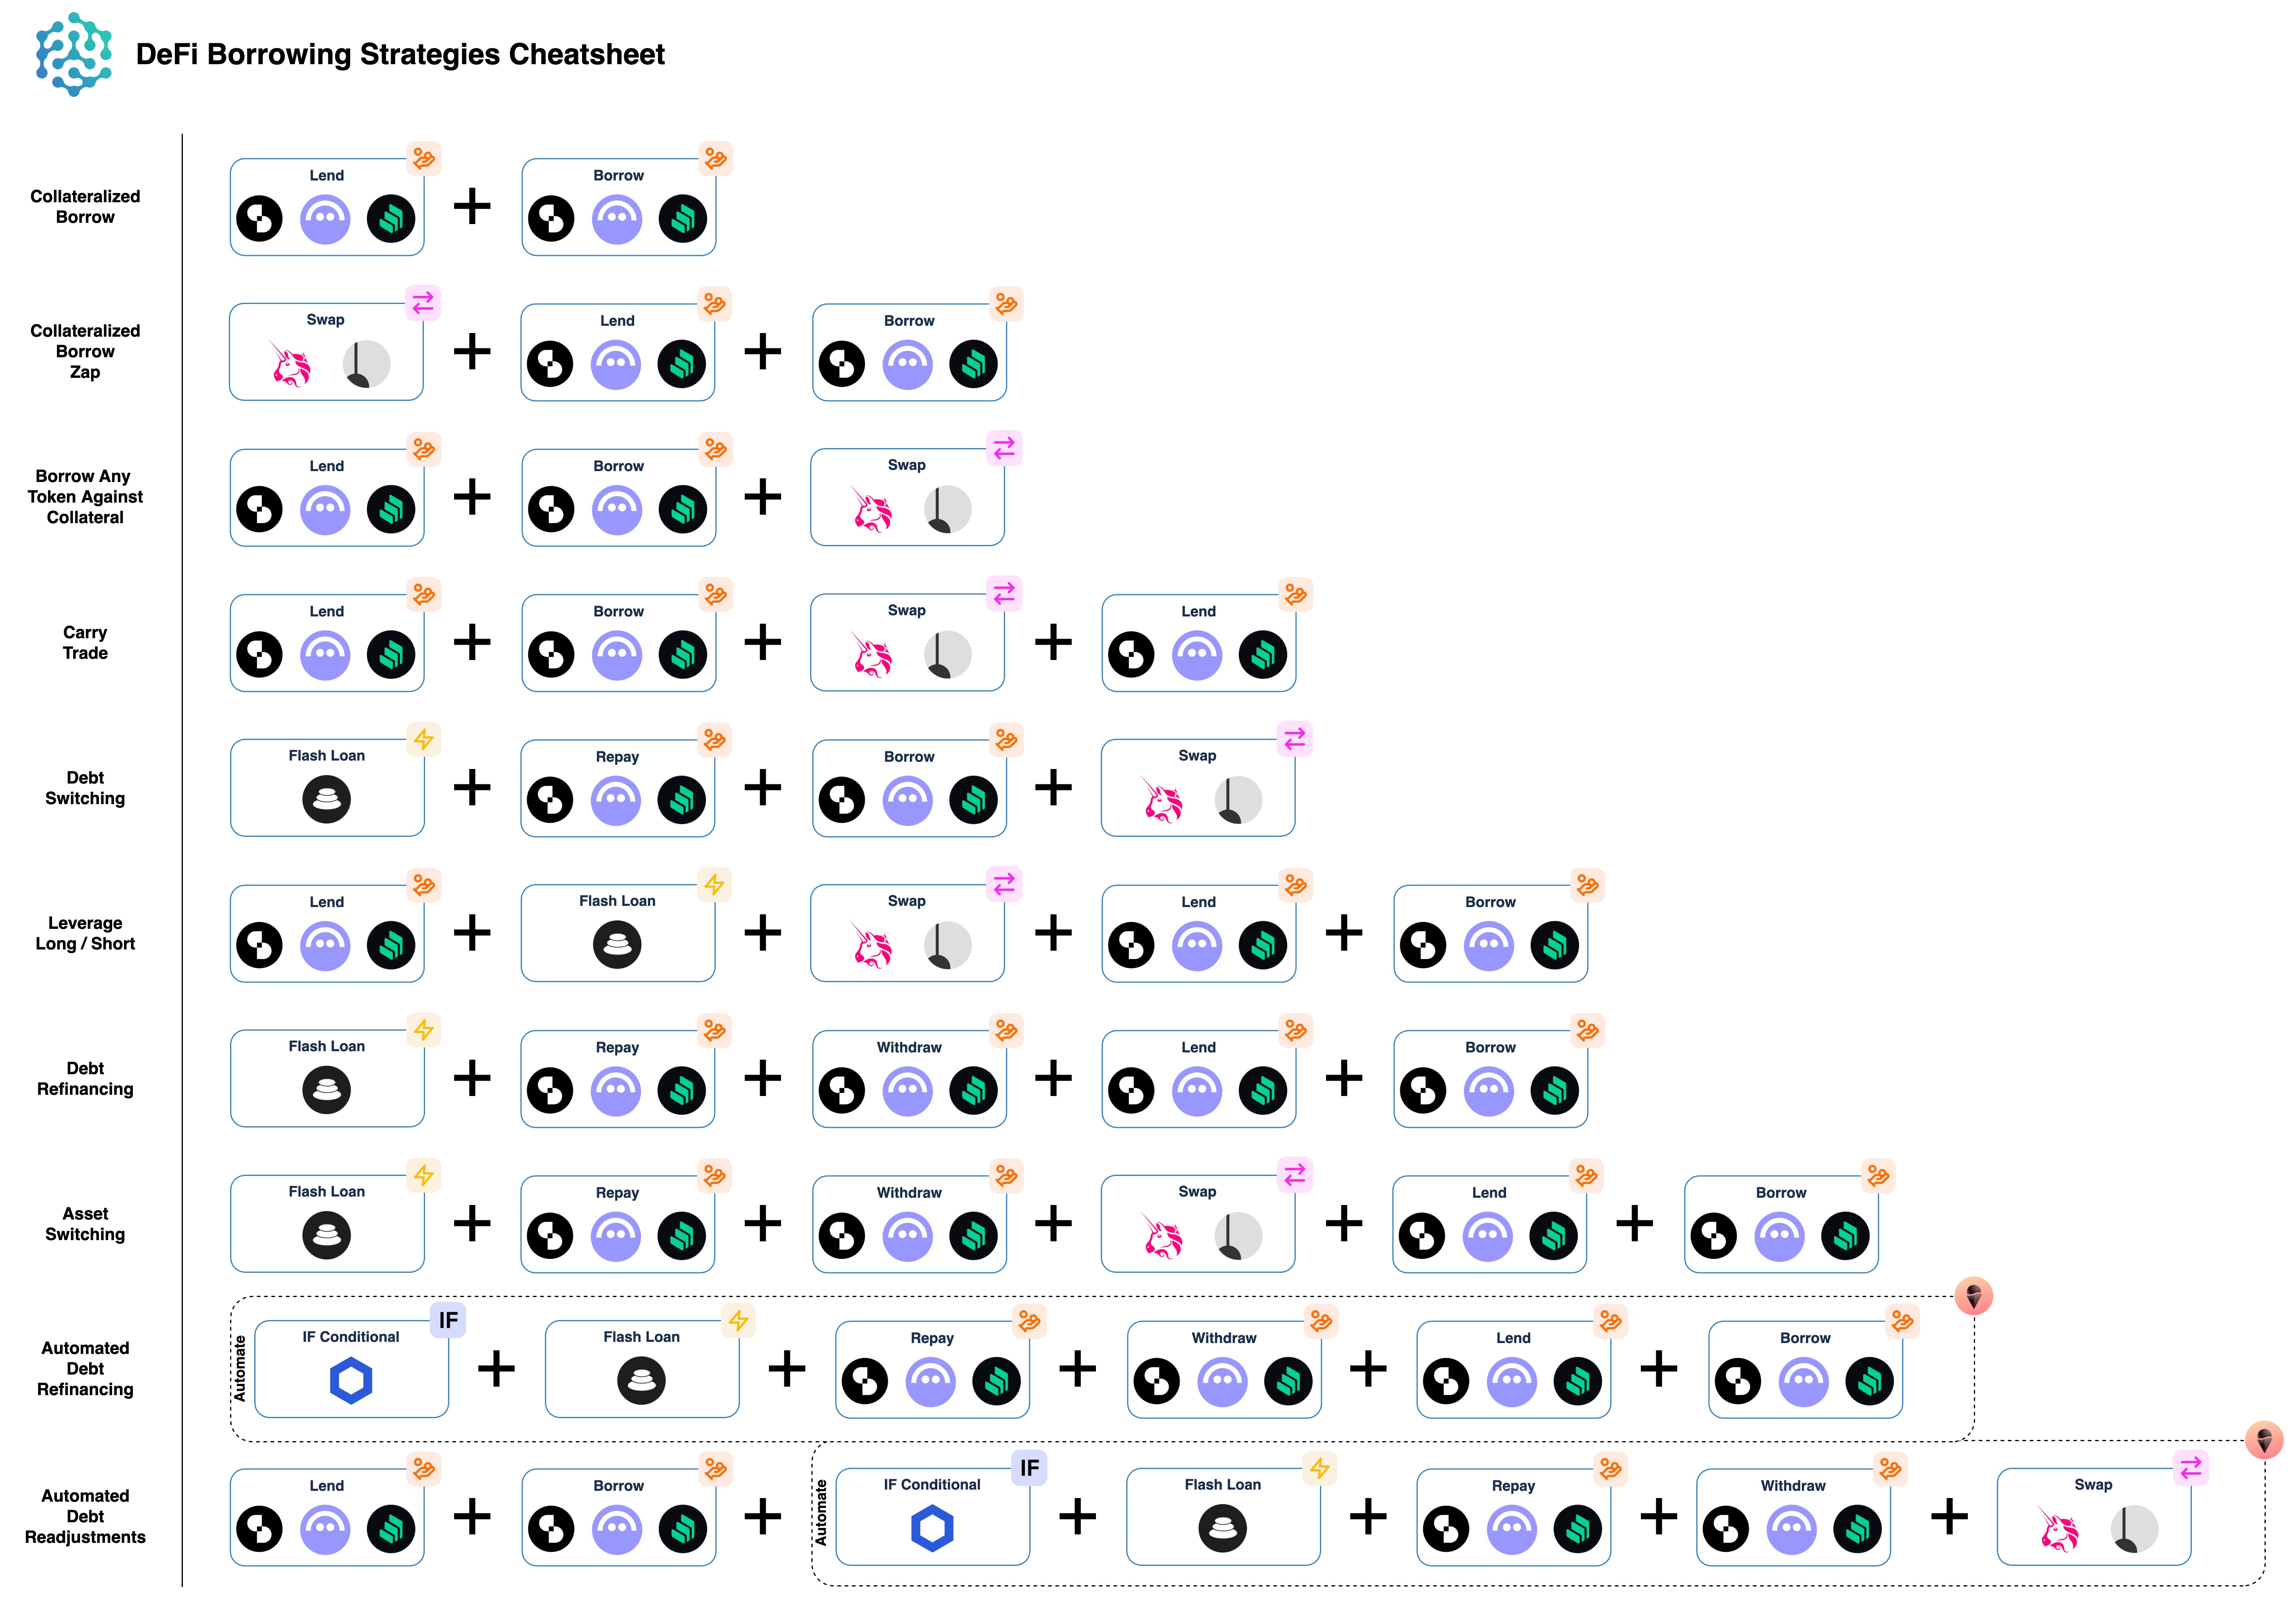 DeFi Borrowing Strategies Cheatsheet
Collateralized
Borrow
Lend
Borrow
Collateralized
Borrow
Zap
Swap
Lend
Borrow
Borrow Any
Token Against
Collateral
Lend
Borrow
Swap
Carry
Trade
Lend
Borrow
Swap
Lend
Debt
Switching
Flash Loan
Repay
Borrow
Swap
Leverage
Long / Short
Lend
Flash Loan
Swap
Lend
Borrow
Debt
Refinancing
Flash Loan
Repay
Withdraw
Lend
Borrow
Asset
Switching
Flash Loan
Repay
Withdraw
Swap
Lend
Borrow
Automated
Debt
Refinancing
Automate
IF Conditional
IF
Flash Loan
Repay
Withdraw
Lend
Borrow
Automated
Debt
Readjustments
Lend
Borrow
Automate
IF Conditional
IF
Flash Loan
Repay
Withdraw
Swap